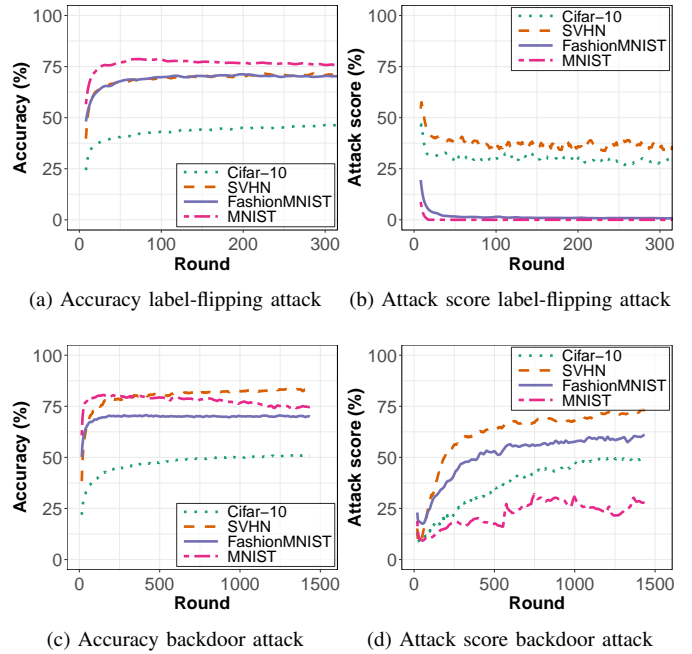 100
75
50
25
0
Accuracy (%)
Cifar−10
SVHN
FashionMNIST
MNIST
0 100 200 300
Round
(a) Accuracy label-flipping attack
100
75
50
25
0
Attack score (%)
Cifar−10
SVHN
FashionMNIST
MNIST
0 100 200 300
Round
(b) Attack score label-flipping attack
100
75
50
25
0
Accuracy (%)
Cifar−10
SVHN
FashionMNIST
MNIST
0 500 1000 1500
Round
(c) Accuracy backdoor attack
100
75
50
25
0
Attack score (%)
Cifar−10
SVHN
FashionMNIST
MNIST
0 500 1000 1500
Round
(d) Attack score backdoor attack